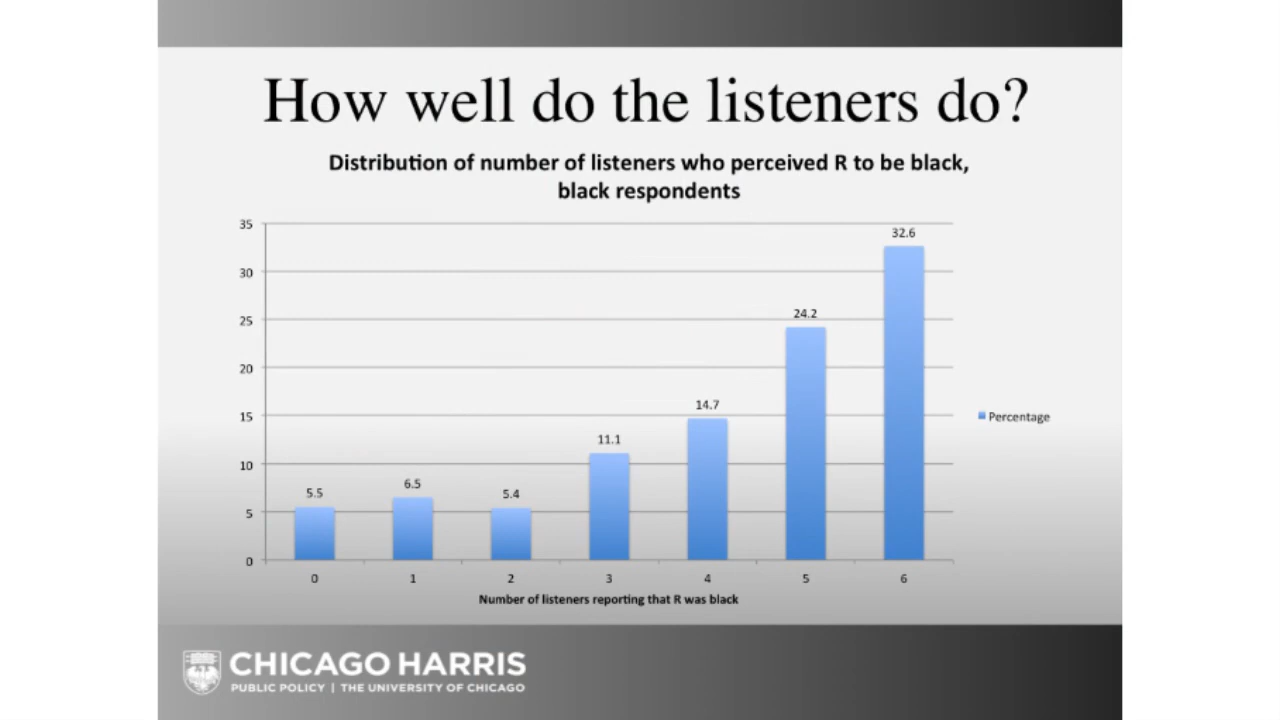 How well do the listeners do?
Distribution of number of listeners who perceived R to be black,
black respondents
35
30
25
20
15
10
5
0
5.5
6.5
5.4
11.1
14.7
24.2
32.6
0 1 2 3 4 5 6
Number of listeners reporting that R was black
Percentage
CHICAGO HARRIS
PUBLIC POLICY | THE UNIVERSITY OF CHICAGO